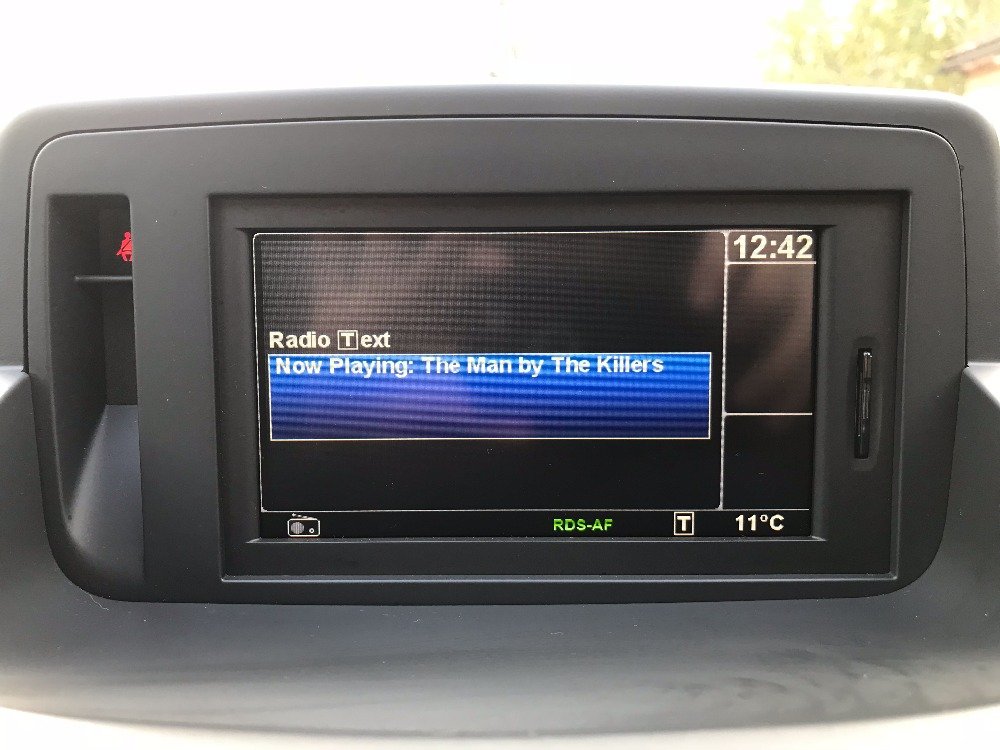 12:42
Radio Text
Now Playing: The Man by The Killers
RDS-AF
T
11°C